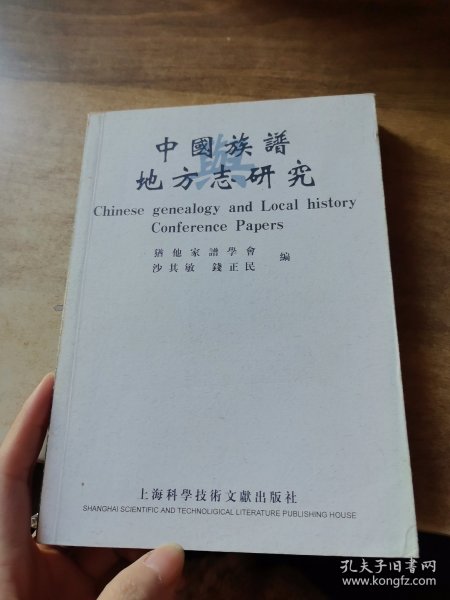 中國族譜
與
地方志研究
Chinese genealogy and Local history
Conference Papers
猶他家譜學會
沙其敏 錢正民 編
上海科學技術文獻出版社
SHANGHAI SCIENTIFIC AND TECHNOLIGICAL LITERATURE PUBLISHING HOUSE
孔夫子旧书网
www.kongfz.com